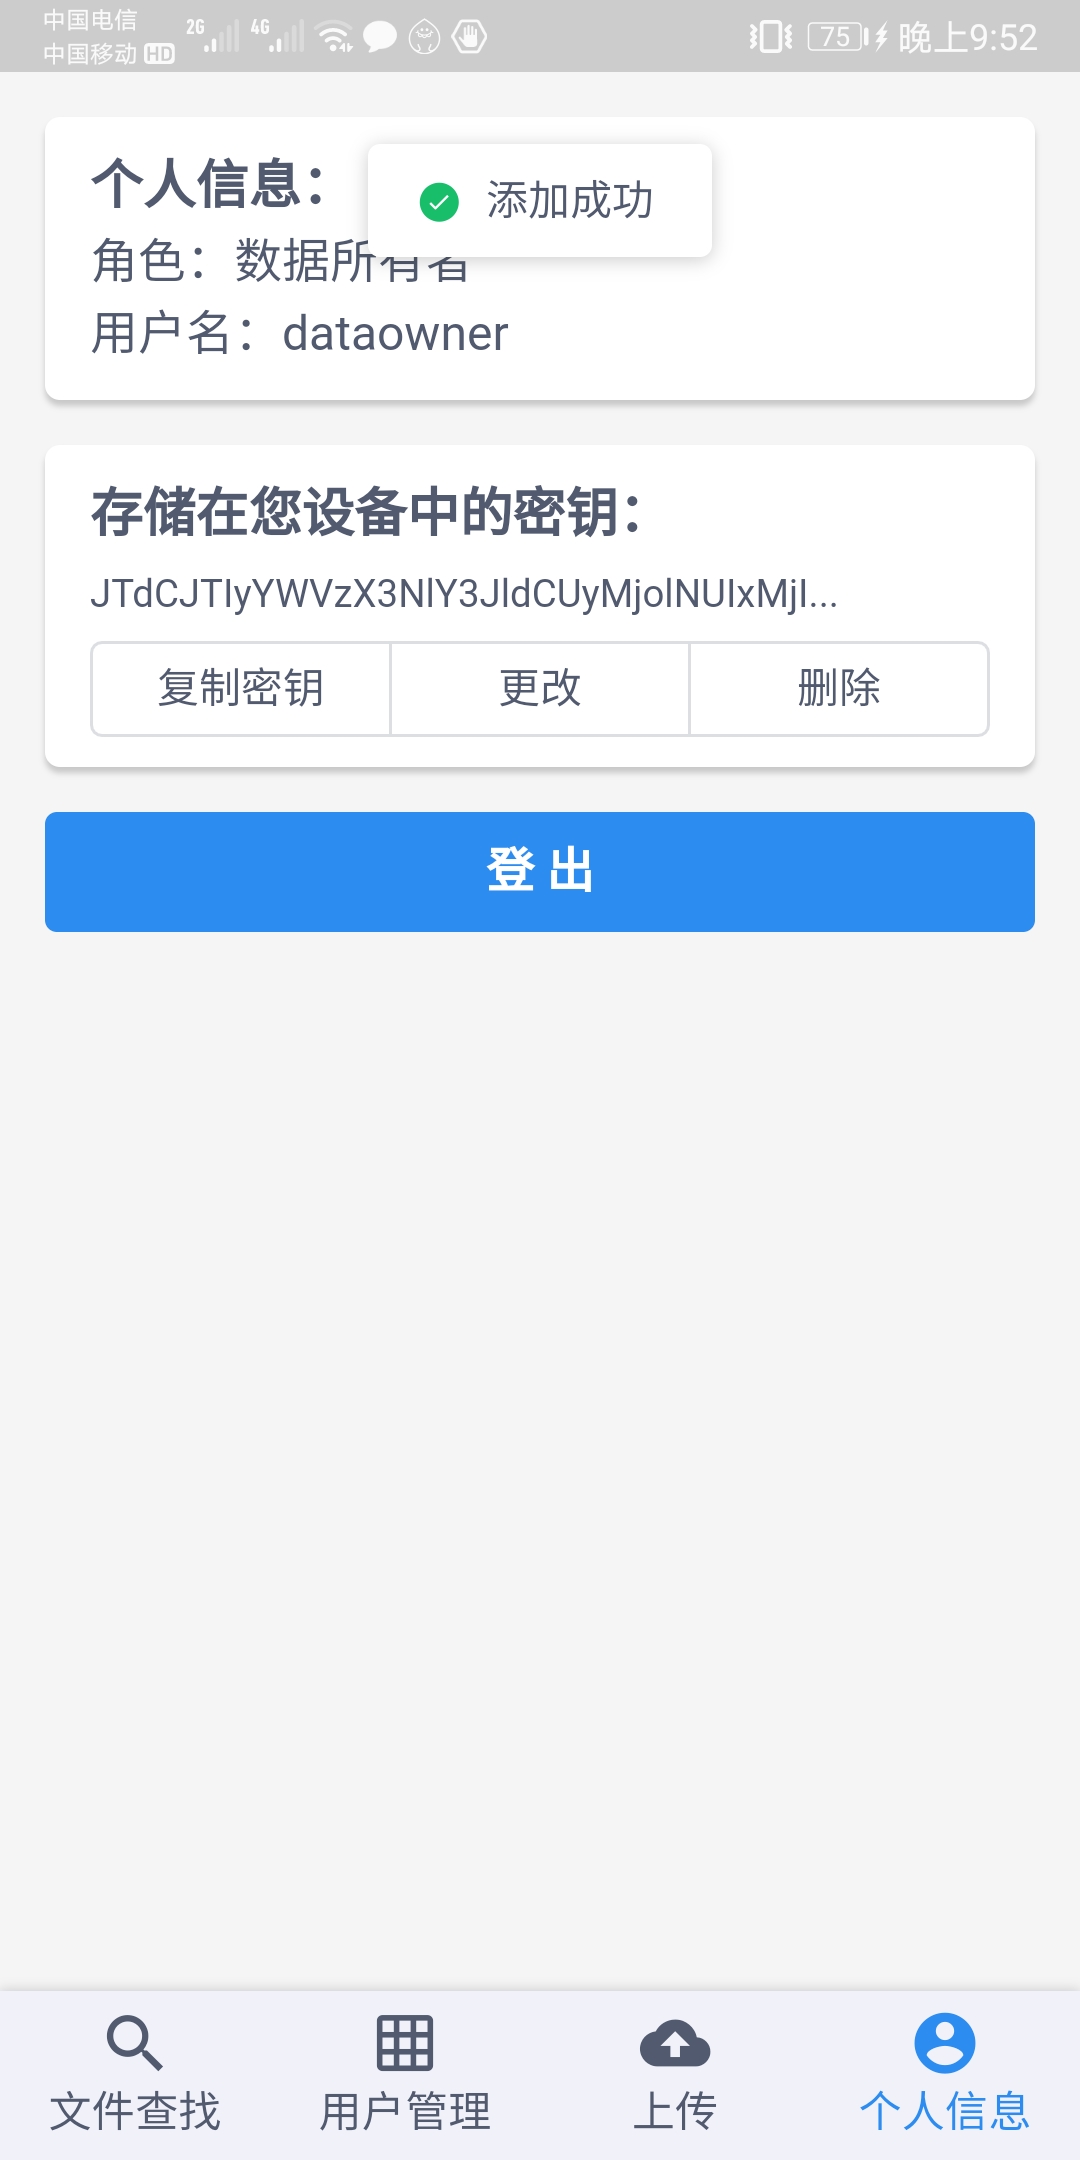 中国电信
中国移动 HD
2G
4G
75
晚上9:52
个人信息：
添加成功
角色：数据所有者
用户名：dataowner
存储在您设备中的密钥：
JTdCJTIyYWVzX3NlY3JldCUyMjolNUIxMjI...
复制密钥
更改
删除
登 出
文件查找
用户管理
上传
个人信息